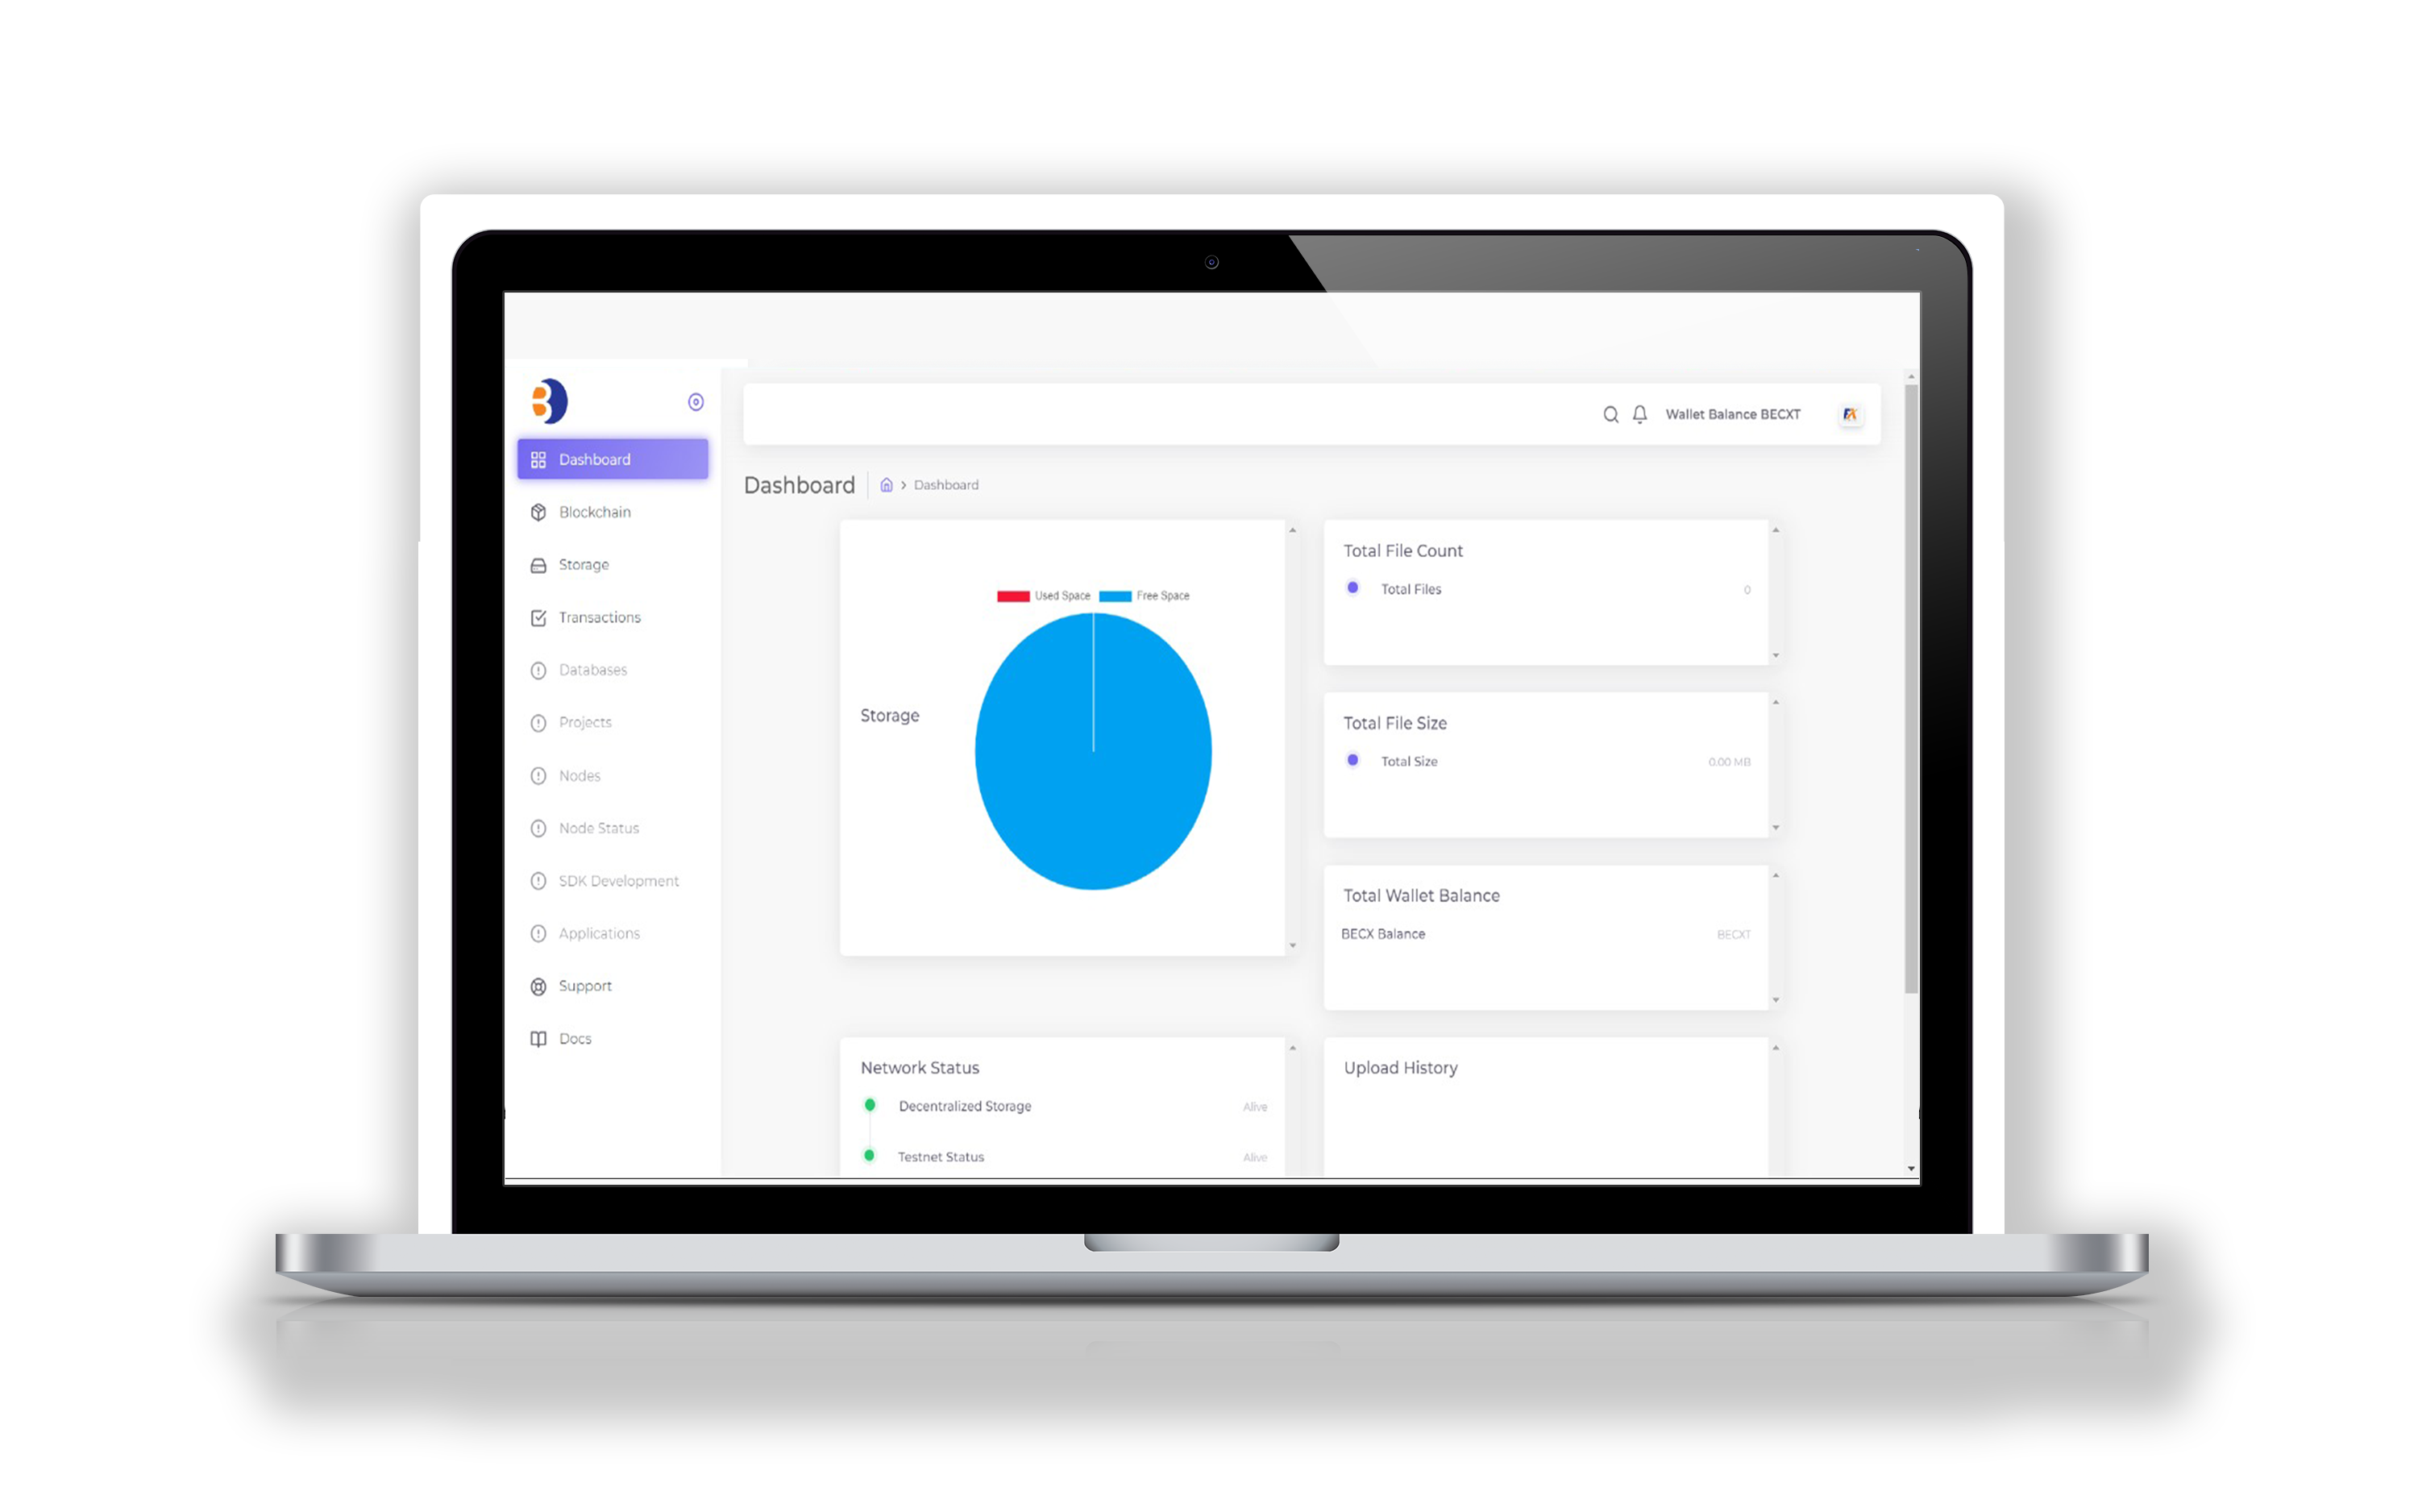 Wallet Balance BECXT
Dashboard
Blockchain
Storage
Transactions
Databases
Projects
Nodes
Node Status
SDK Development
Applications
Support
Docs
Dashboard
> Dashboard
Used Space
Free Space
Storage
Total File Count
Total Files
0
Total File Size
Total Size
0.00 MB
Total Wallet Balance
BECX Balance
BECXT
Network Status
Decentralized Storage
Alive
Testnet Status
Alive
Upload History